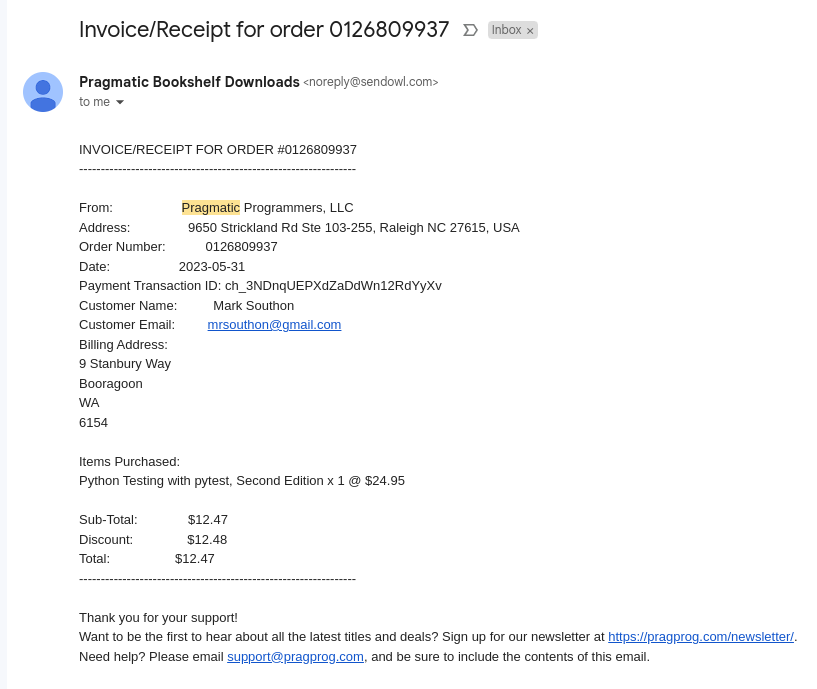 Invoice/Receipt for order 0126809937 Inbox ×
Pragmatic Bookshelf Downloads <noreply@sendowl.com>
to me
INVOICE/RECEIPT FOR ORDER #0126809937
----------------------------------------------------------------
From: Pragmatic Programmers, LLC
Address: 9650 Strickland Rd Ste 103-255, Raleigh NC 27615, USA
Order Number: 0126809937
Date: 2023-05-31
Payment Transaction ID: ch_3NDnqUEPXdZaDdWn12RdYyXv
Customer Name: Mark Southon
Customer Email: mrsouthon@gmail.com
Billing Address:
9 Stanbury Way
Booragoon
WA
6154
Items Purchased:
Python Testing with pytest, Second Edition x 1 @ $24.95
Sub-Total: $12.47
Discount: $12.48
Total: $12.47
----------------------------------------------------------------
Thank you for your support!
Want to be the first to hear about all the latest titles and deals? Sign up for our newsletter at https://pragprog.com/newsletter/.
Need help? Please email support@pragprog.com, and be sure to include the contents of this email.